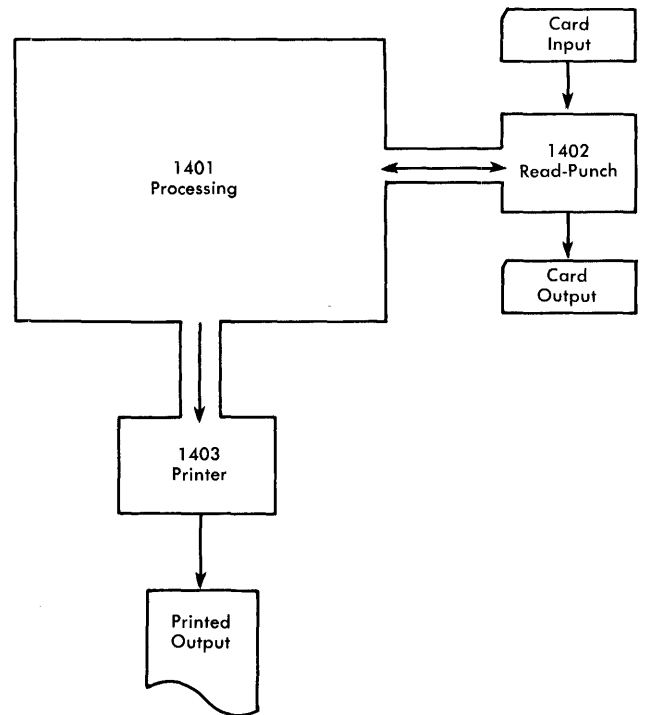 Card
Input
1401
Processing
1402
Read-Punch
Card
Output
1403
Printer
Printed
Output